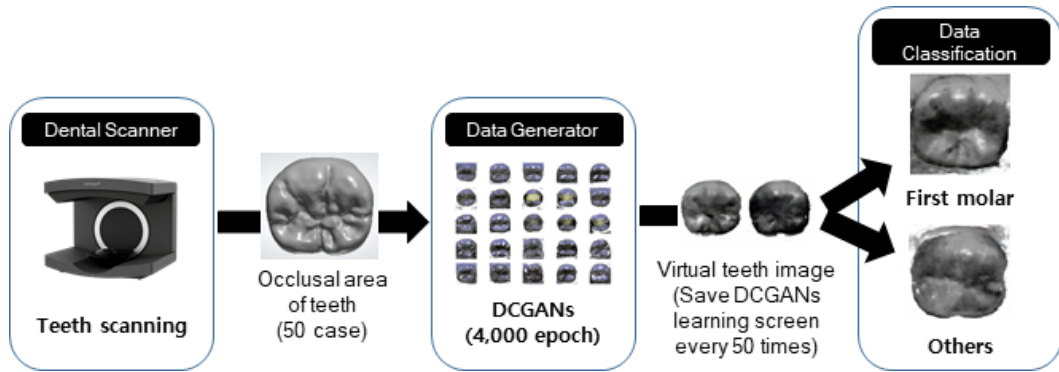 Dental Scanner
Teeth scanning
Occlusal area
of teeth
(50 case)
Data Generator
DCGANs
(4,000 epoch)
Virtual teeth image
(Save DCGANs
learning screen
every 50 times)
Data
Classification
First molar
Others